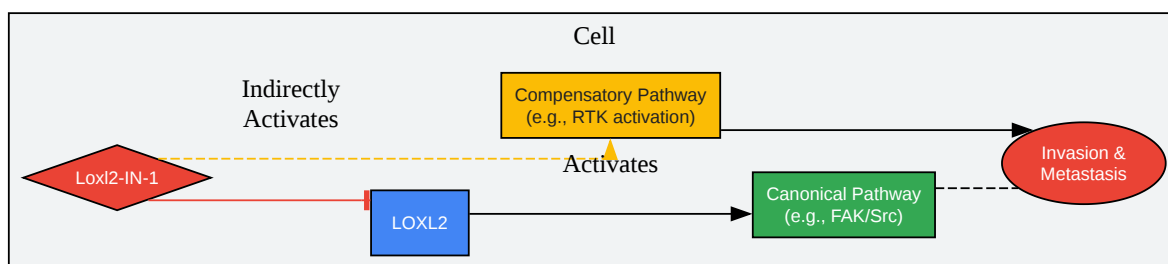 Cell
Indirectly
Activates
Compensatory Pathway
(e.g., RTK activation)
Activates
Loxl2-IN-1
LOXL2
Canonical Pathway
(e.g., FAK/Src)
Invasion &
Metastasis